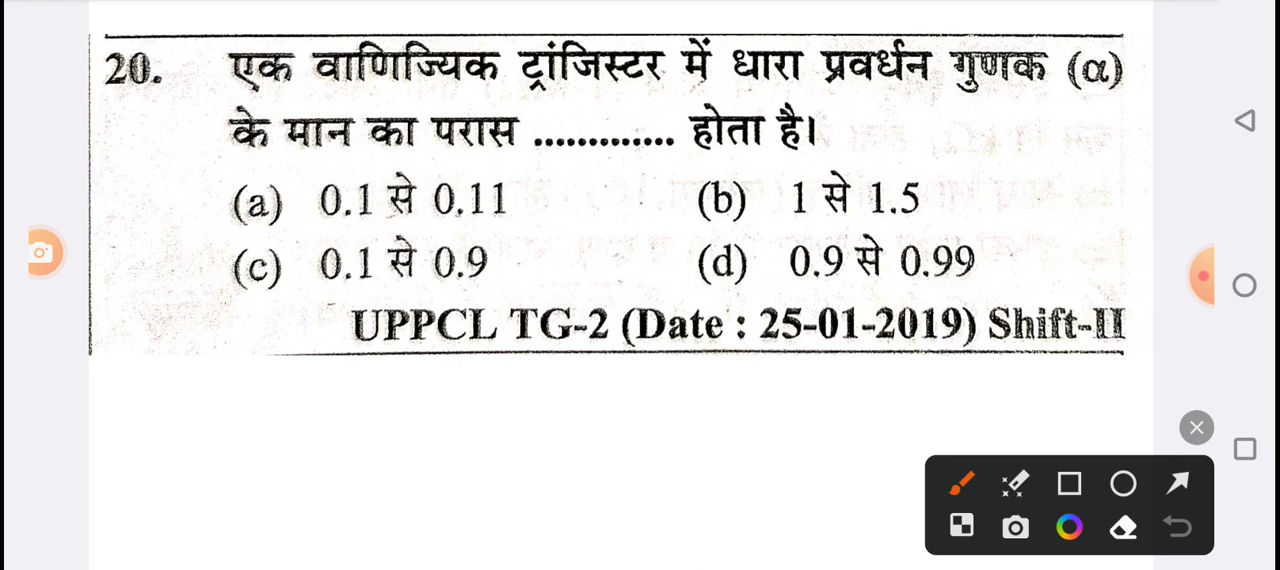 20. एक वाणिज्यिक ट्रांजिस्टर में धारा प्रवर्धन गुणक (α)
के मान का परास ............. होता है।
(a) 0.1 से 0.11 (b) 1 से 1.5
(c) 0.1 से 0.9 (d) 0.9 से 0.99
UPPCL TG-2 (Date : 25-01-2019) Shift-II